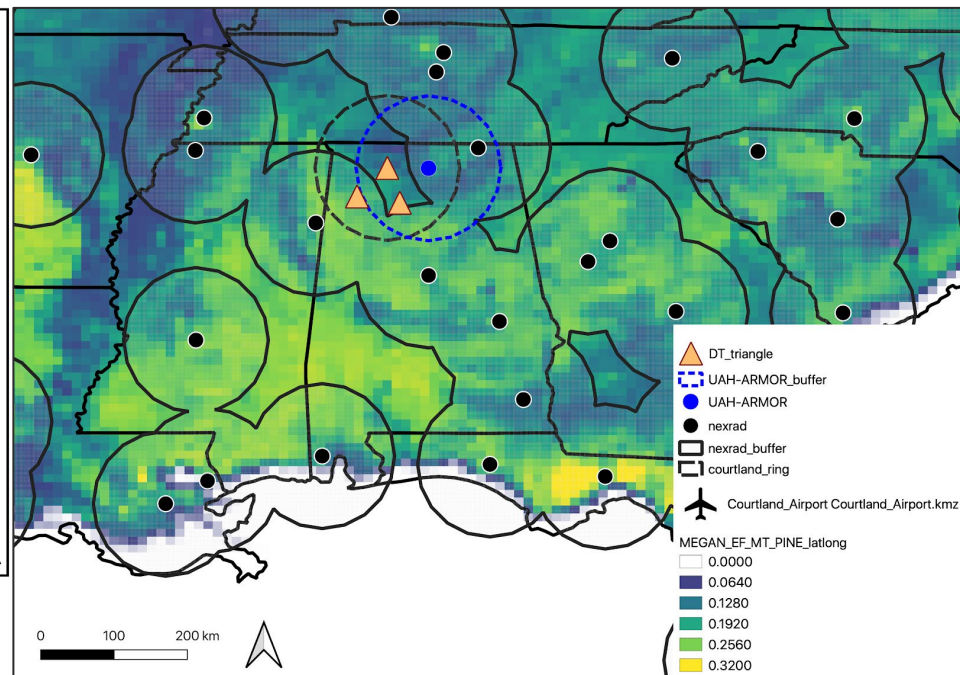 DT_triangle
UAH-ARMOR_buffer
UAH-ARMOR
nexrad
nexrad_buffer
courtland_ring
Courtland_Airport Courtland_Airport.kmz
MEGAN_EF_MT_PINE_latlong
0.0000
0.0640
0.1280
0.1920
0.2560
0.3200
0 100 200 km